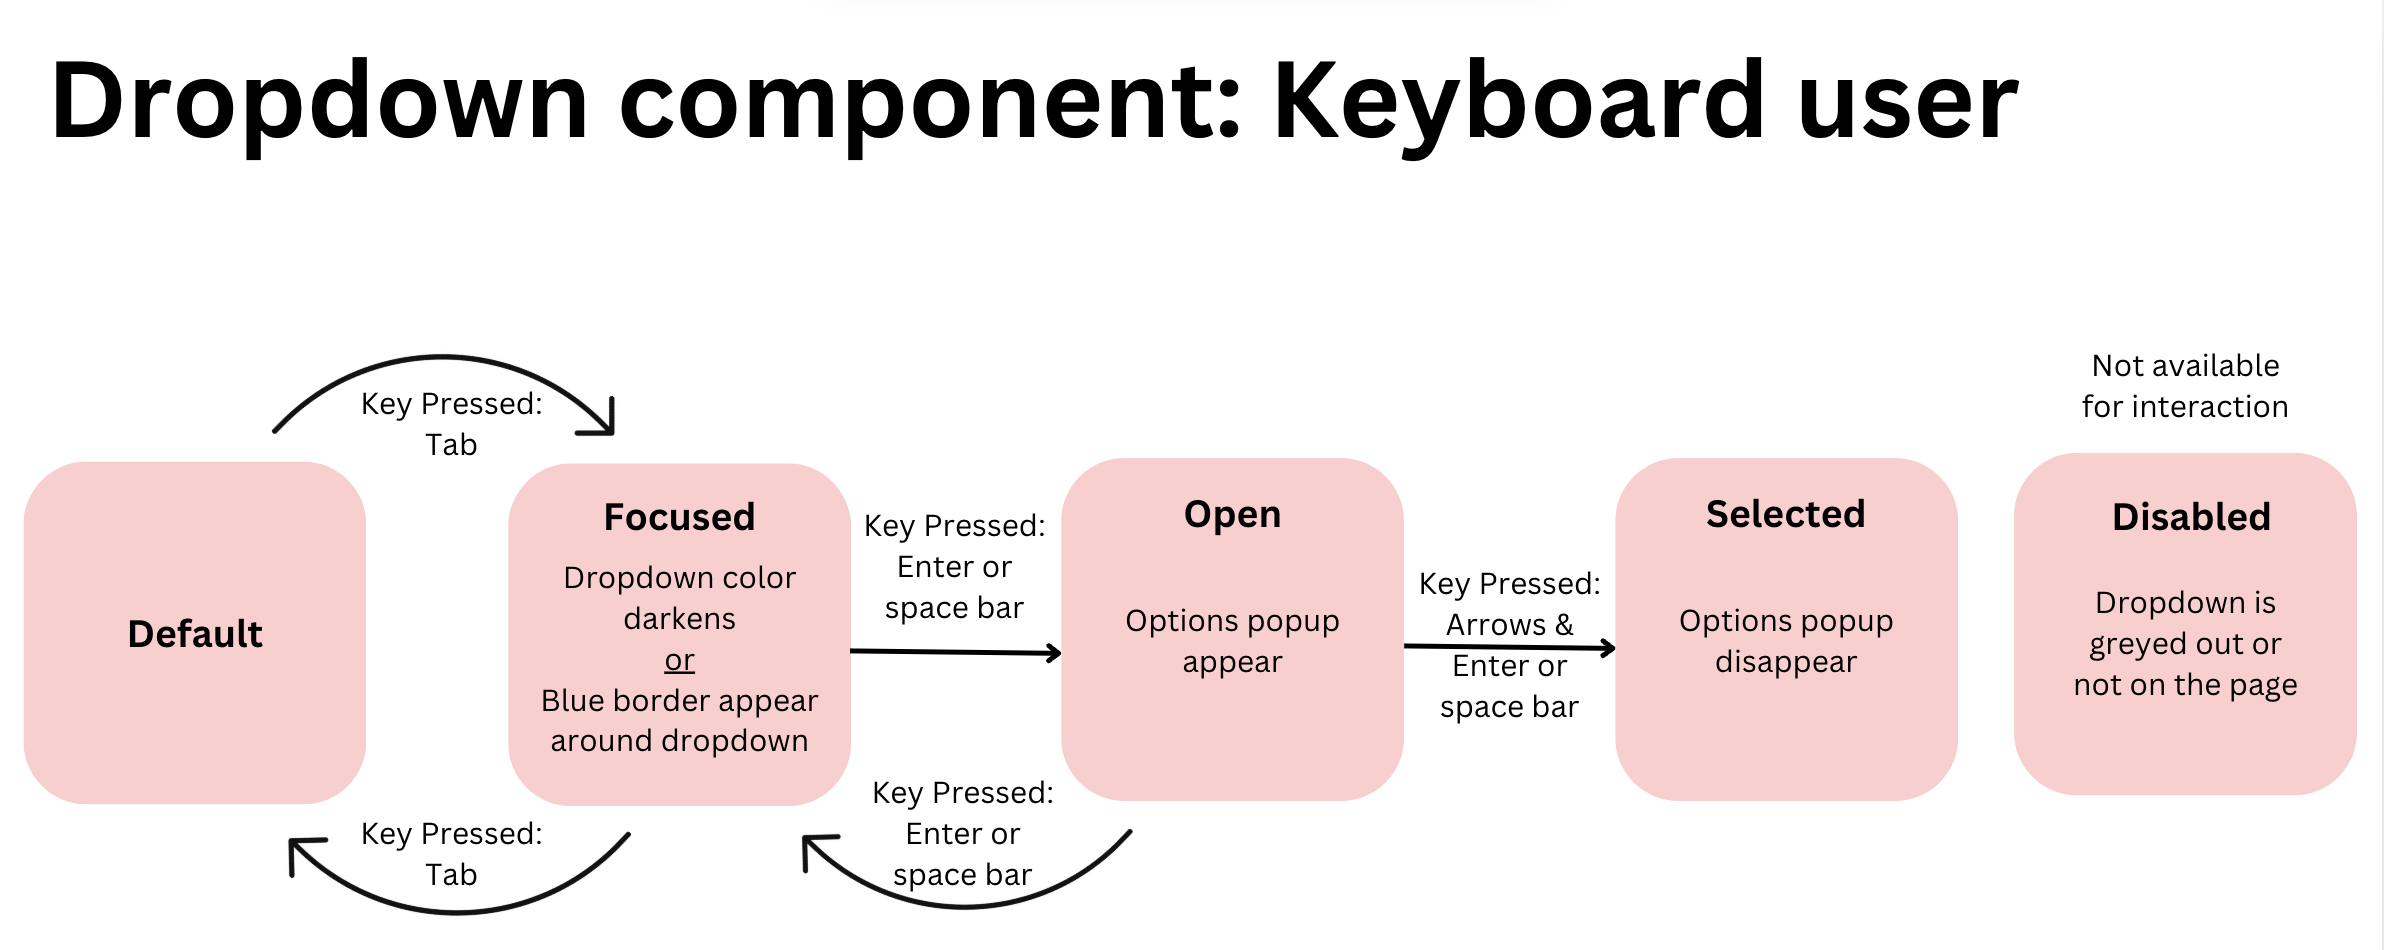 Dropdown component: Keyboard user
Key Pressed:
Tab
Default
Key Pressed:
Tab
Focused
Dropdown color
darkens
or
Blue border appear
around dropdown
Key Pressed:
Enter or
space bar
Key Pressed:
Enter or
space bar
Open
Options popup
appear
Key Pressed:
Arrows &
Enter or
space bar
Selected
Options popup
disappear
Not available
for interaction
Disabled
Dropdown is
greyed out or
not on the page